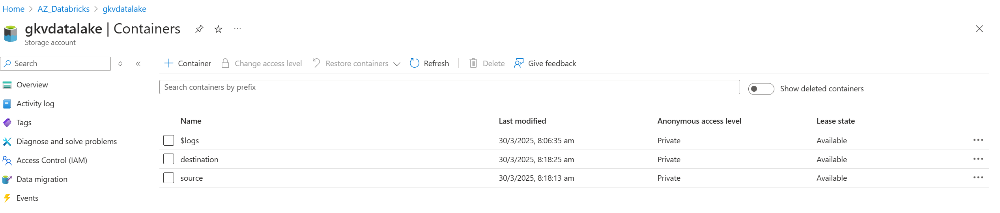 Home > AZ_Databricks > gkvdatalake
gkvdatalake | Containers
Storage account
Search
Container Change access level Restore containers Refresh Delete Give feedback
Search containers by prefix
Show deleted containers
Overview
Activity log
Tags
Diagnose and solve problems
Access Control (IAM)
Data migration
Events
Name Last modified Anonymous access level Lease state
$logs 30/3/2025, 8:06:35 am Private Available
destination 30/3/2025, 8:18:25 am Private Available
source 30/3/2025, 8:18:13 am Private Available